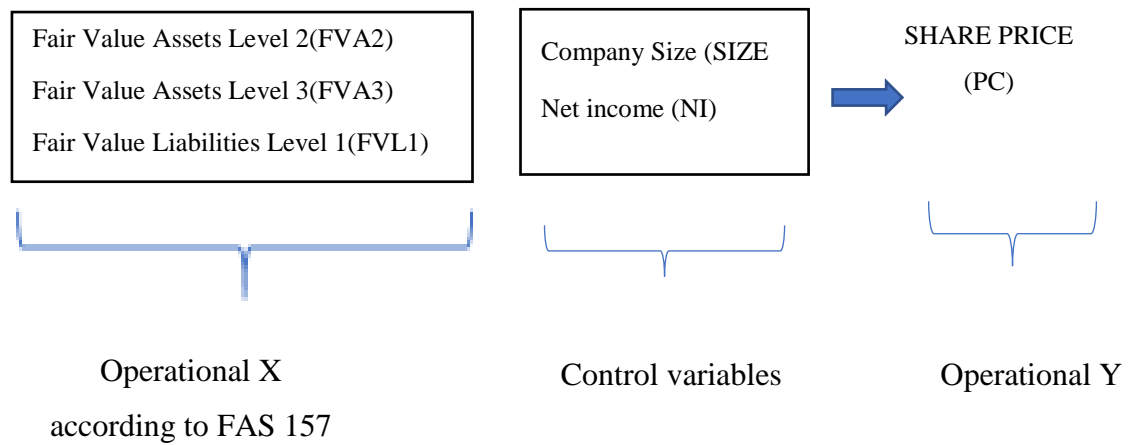 Fair Value Assets Level 2(FVA2)
Fair Value Assets Level 3(FVA3)
Fair Value Liabilities Level 1(FVL1)
Company Size (SIZE
Net income (NI)
SHARE PRICE
(PC)
Operational X
according to FAS 157
Control variables
Operational Y